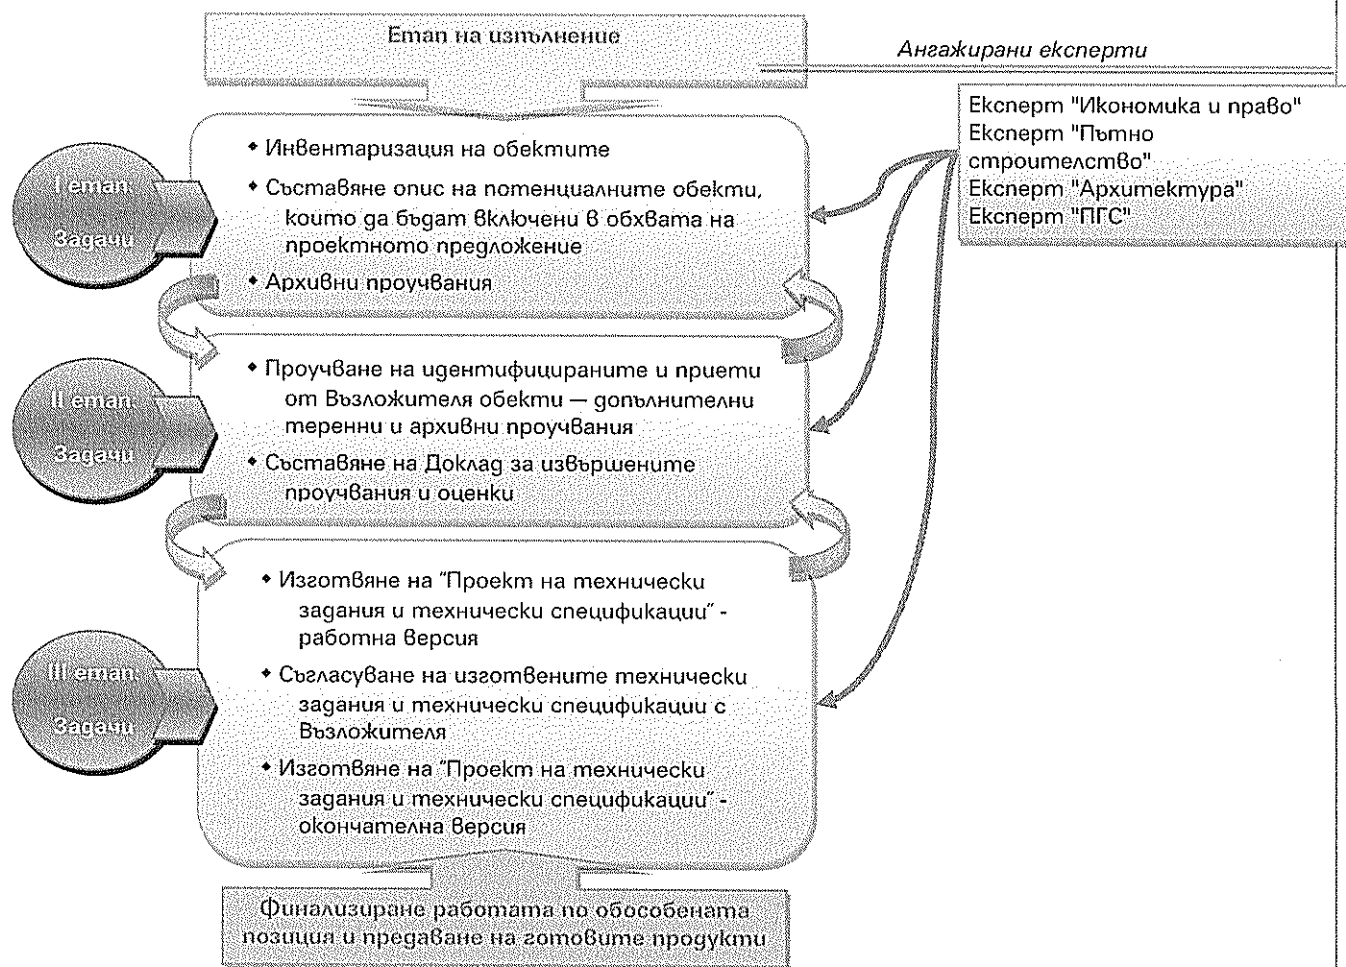 Етап на изпълнение
Ангажирани експерти
Експерт "Икономика и право"
Експерт "Пътно
строителство"
Експерт "Архитектура"
Експерт "ПГС"
I етап.
Задачи
• Инвентаризация на обектите
• Съставяне опис на потенциалните обекти,
които да бъдат включени в обхвата на
проектното предложение
• Архивни проучвания
II етап.
Задачи
• Проучване на идентифицираните и приети
от Възложителя обекти — допълнителни
теренни и архивни проучвания
• Съставяне на Доклад за извършените
проучвания и оценки
III етап.
Задачи
• Изготвяне на "Проект на технически
задания и технически спецификации" -
работна версия
• Съгласуване на изготвените технически
задания и технически спецификации с
Възложителя
• Изготвяне на "Проект на технически
задания и технически спецификации" -
окончателна версия
Финализиране работата по обособената
позиция и предаване на готовите продукти